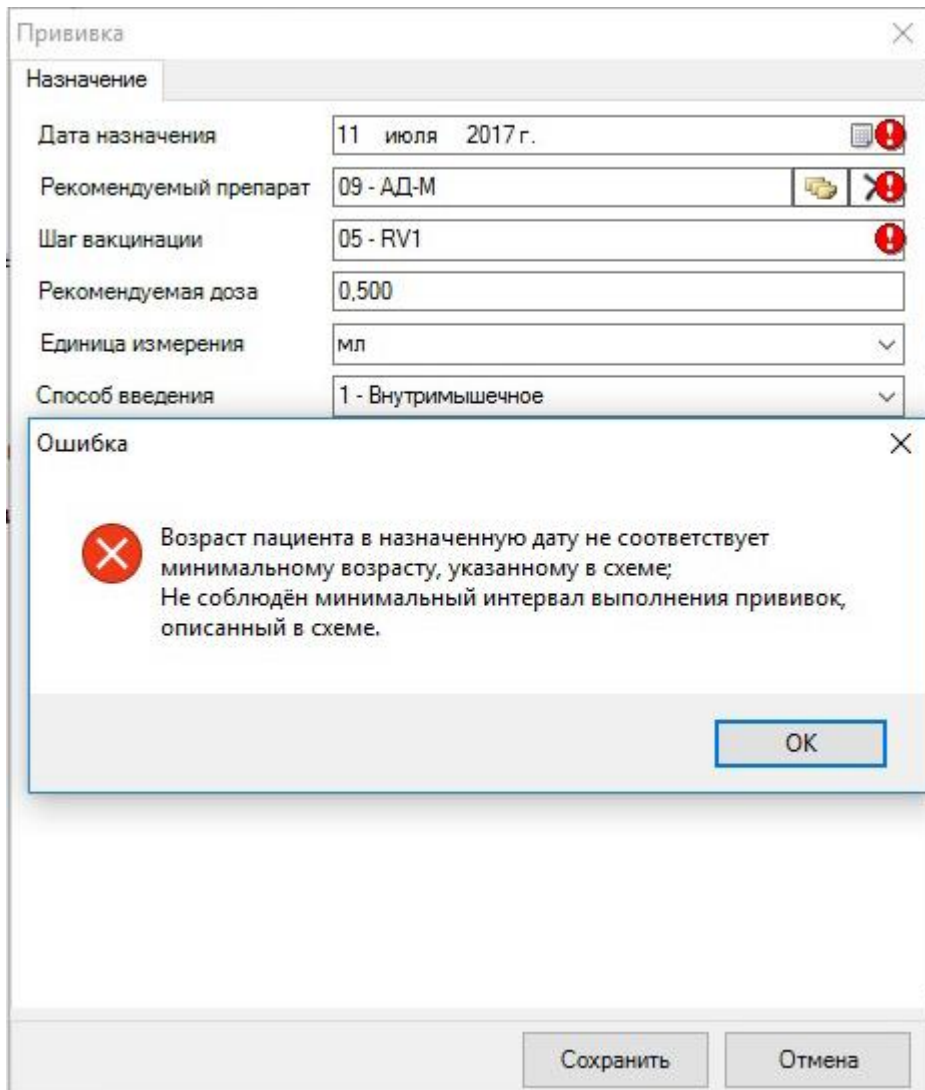 Прививка
Назначение
Дата назначения 11 июля 2017 г.
Рекомендуемый препарат 09 - АД-М
Шаг вакцинации 05 - RV1
Рекомендуемая доза 0,500
Единица измерения мл
Способ введения 1 - Внутримышечное
Ошибка
Возраст пациента в назначенную дату не соответствует
минимальному возрасту, указанному в схеме;
Не соблюдён минимальный интервал выполнения прививок,
описанный в схеме.
OK
Сохранить Отмена